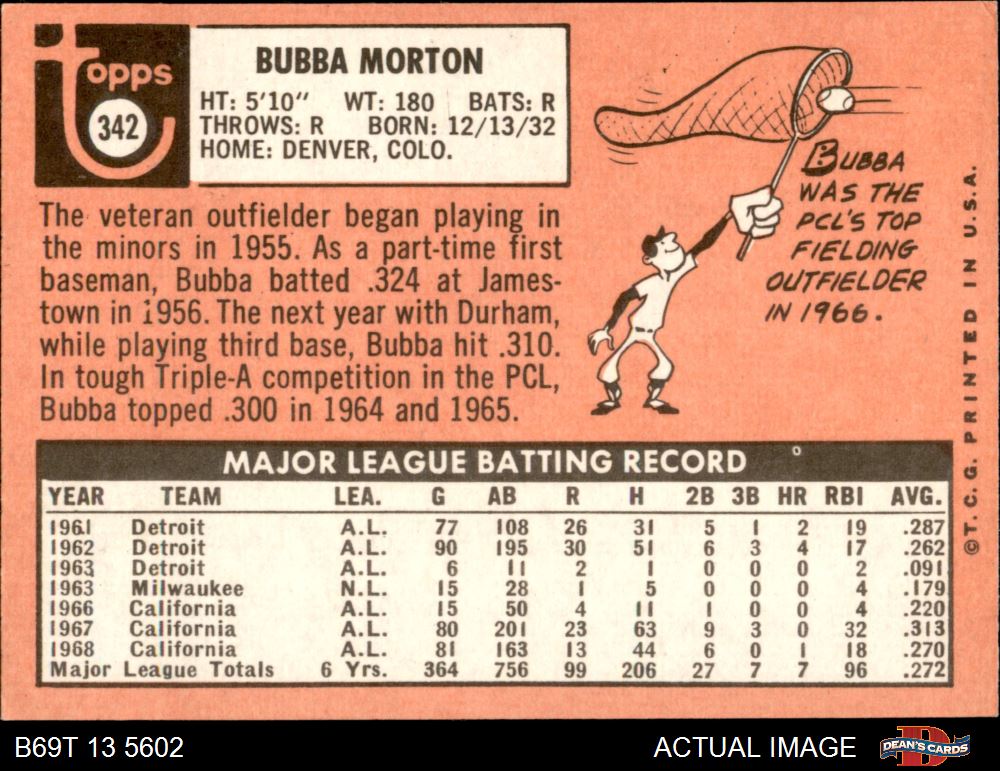 Topps
342
BUBBA MORTON
HT: 5'10" WT: 180 BATS: R
THROWS: R BORN: 12/13/32
HOME: DENVER, COLO.
The veteran outfielder began playing in
the minors in 1955. As a part-time first
baseman, Bubba batted .324 at James-
town in 1956. The next year with Durham,
while playing third base, Bubba hit .310.
In tough Triple-A competition in the PCL,
Bubba topped .300 in 1964 and 1965.
BUBBA
WAS THE
PCL'S TOP
FIELDING
OUTFIELDER
IN 1966.
©T.C.G. PRINTED IN U.S.A.
MAJOR LEAGUE BATTING RECORD
YEAR TEAM LEA. G AB R H 2B 3B HR RBI AVG.
1961 Detroit A.L. 77 108 26 31 5 1 2 19 .287
1962 Detroit A.L. 90 195 30 51 6 3 4 17 .262
1963 Detroit A.L. 6 11 2 1 0 0 0 2 .091
1963 Milwaukee N.L. 15 28 1 5 0 0 0 4 .179
1966 California A.L. 15 50 4 11 1 0 0 4 .220
1967 California A.L. 80 201 23 63 9 3 0 32 .313
1968 California A.L. 81 163 13 44 6 0 1 18 .270
Major League Totals 6 Yrs. 364 756 99 206 27 7 7 96 .272
B69T 13 5602
ACTUAL IMAGE
DEAN'S CARDS